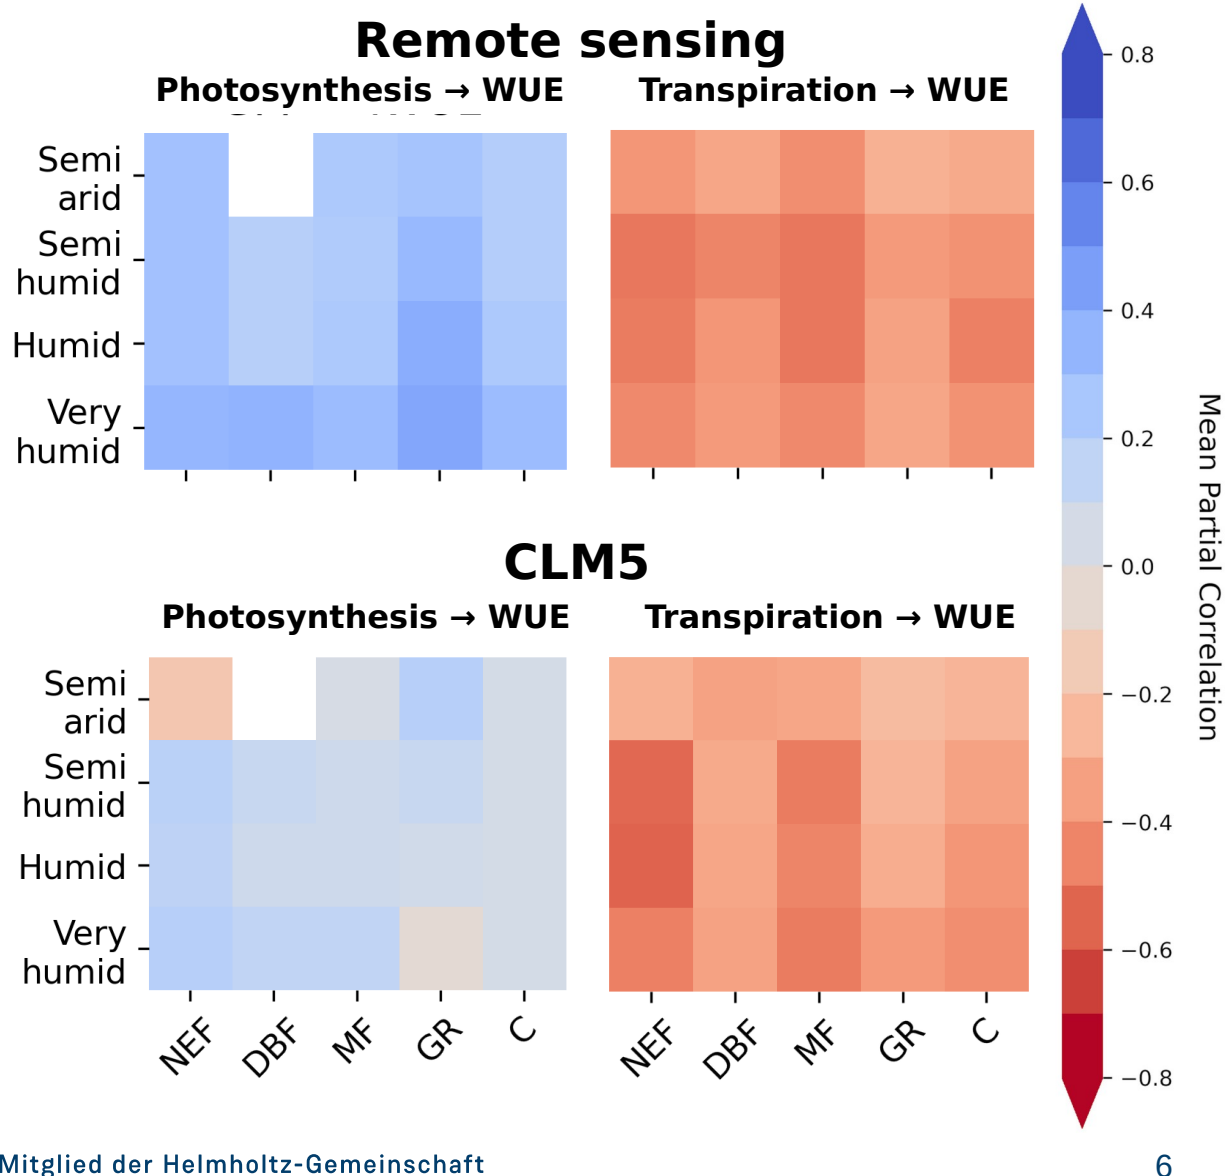 Remote sensing
Photosynthesis → WUE
Transpiration → WUE
Semi
arid
Semi
humid
Humid
Very
humid
CLM5
Photosynthesis → WUE
Transpiration → WUE
Semi
arid
Semi
humid
Humid
Very
humid
NEF
DBF
MF
GR
C
NEF
DBF
MF
GR
C
0.8
0.6
0.4
0.2
0.0
−0.2
−0.4
−0.6
−0.8
Mean Partial Correlation
Mitglied der Helmholtz-Gemeinschaft
6